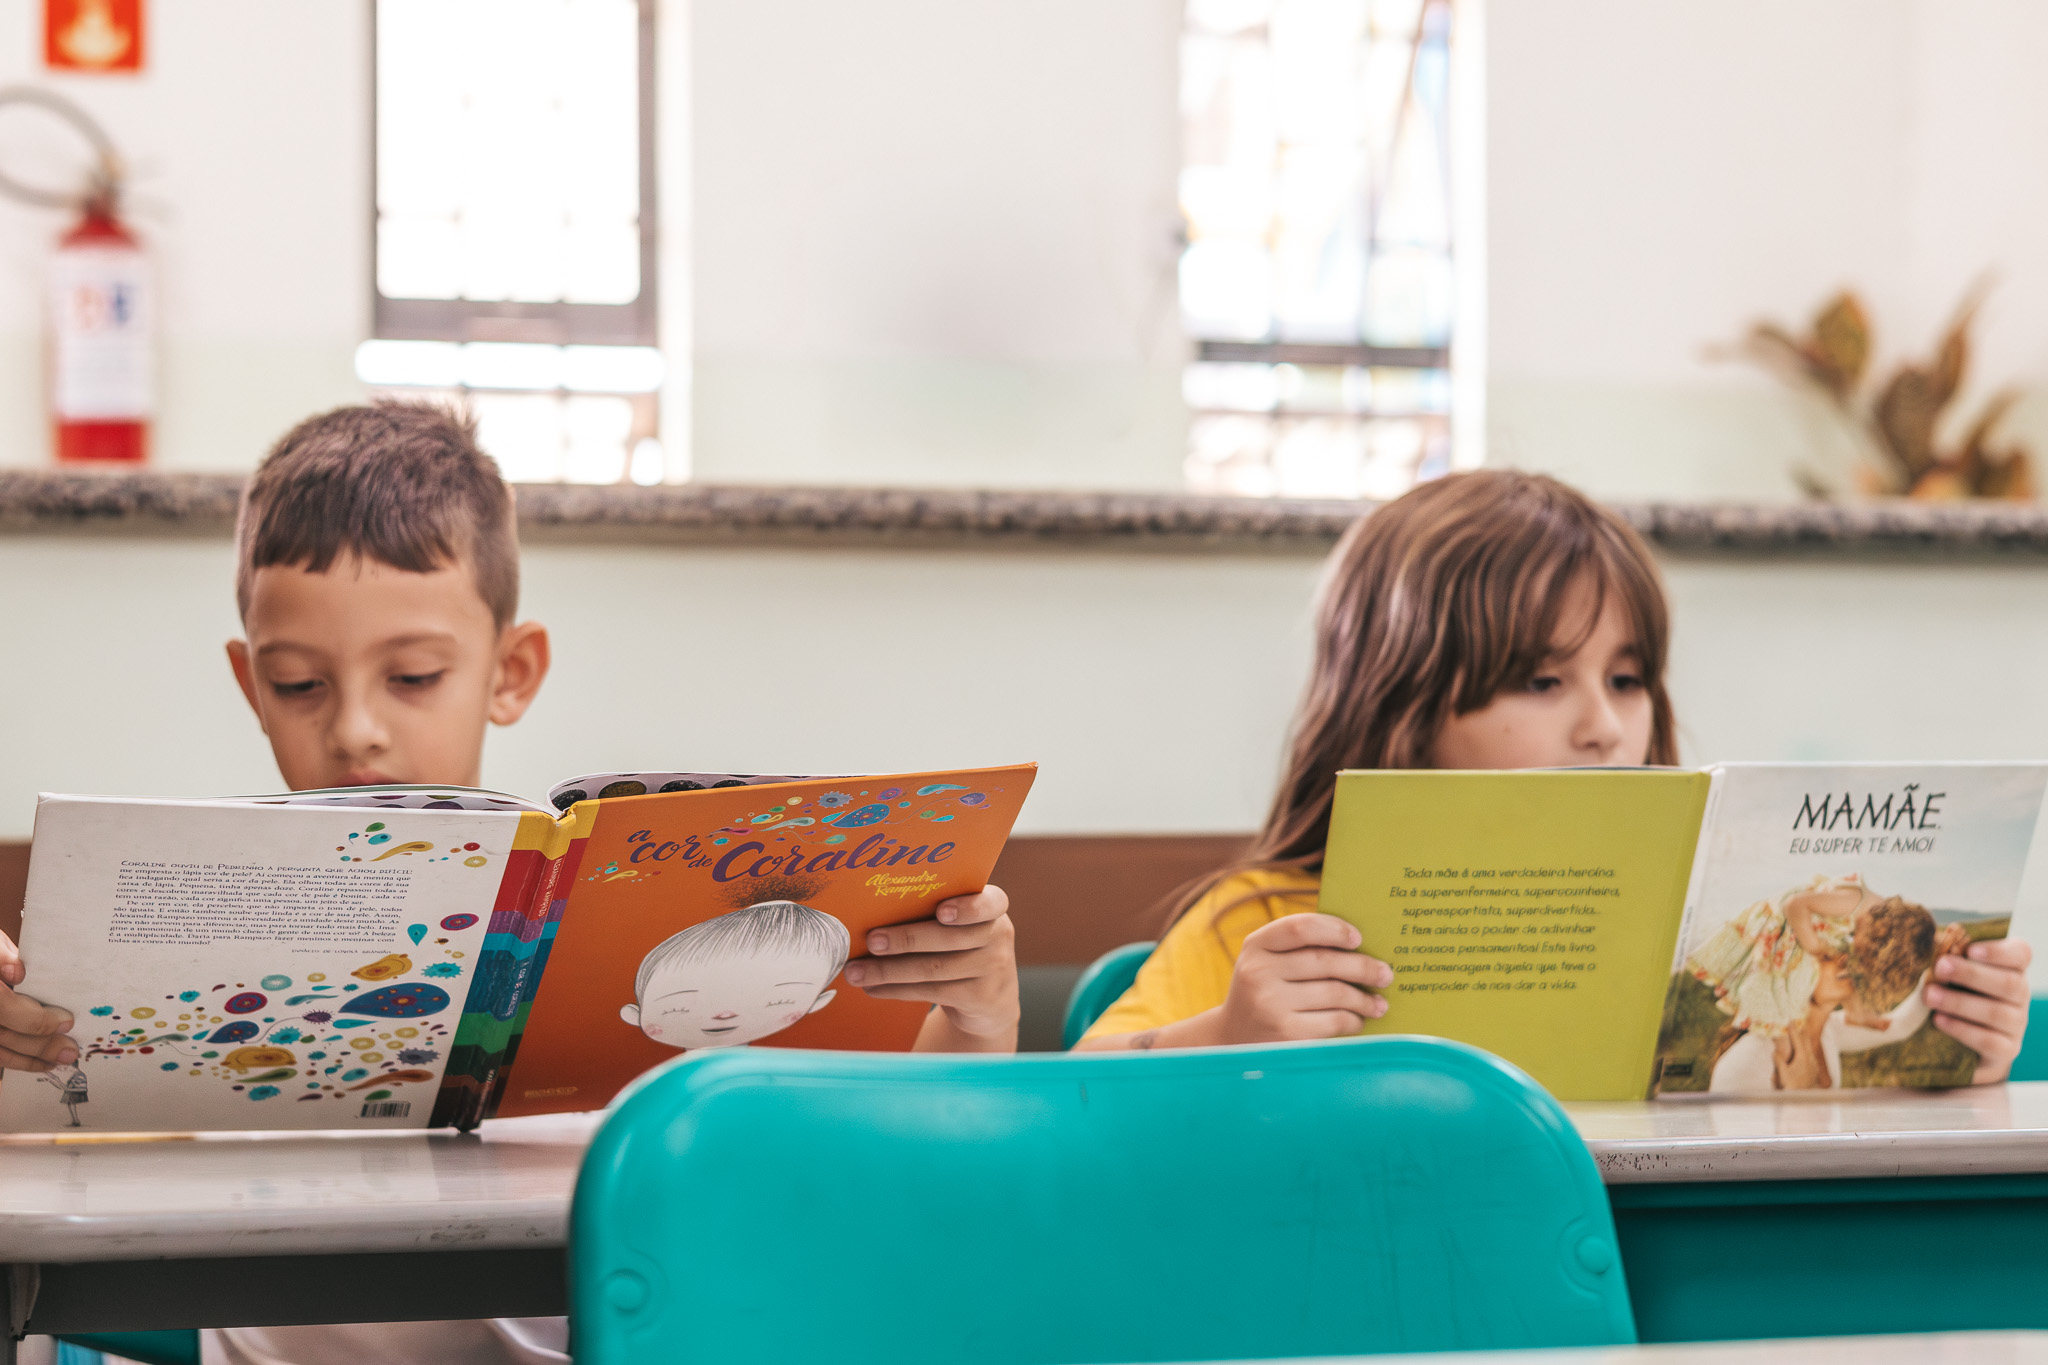 CORALINE OUVIU DE PEDRINHO A PERGUNTA QUE ACHOU DIFÍCIL:
me empresta o lápis cor de pele? Aí começou a aventura da menina que
fica indagando qual seria a cor da pele. Ela olhou todas as cores de sua
caixa de lápis. Pequena, tinha apenas doze. Coraline repassou todas as
cores e descobriu maravilhada que cada cor de pele é bonita, cada cor
tem uma razão, cada cor significa uma pessoa, um jeito de ser.
De cor em cor, ela percebeu que não importa o tom de pele, todos
são iguais. E então também soube que linda é a cor de sua pele. Assim,
Alexandre Rampazo mostrou a diversidade e a unidade deste mundo. As
cores não servem para diferenciar, mas para tornar tudo mais belo. Ima-
gine a monotonia de um mundo cheio de gente de uma cor só? A beleza
é a multiplicidade. Daria para Rampazo fazer meninos e meninas com
todas as cores do mundo?
IGNÁCIO DE LOYOLA BRANDÃO
a
cor de
Coraline
Alexandre
Rampazo
ROCCO
MAMÃE,
EU SUPER TE AMO!
Toda mãe é uma verdadeira heroína.
Ela é superenfermeira, supercozinheira,
superesportista, superdivertida...
E tem ainda o poder de adivinhar
os nossos pensamentos! Este livro
é uma homenagem àquela que teve o
superpoder de nos dar a vida.